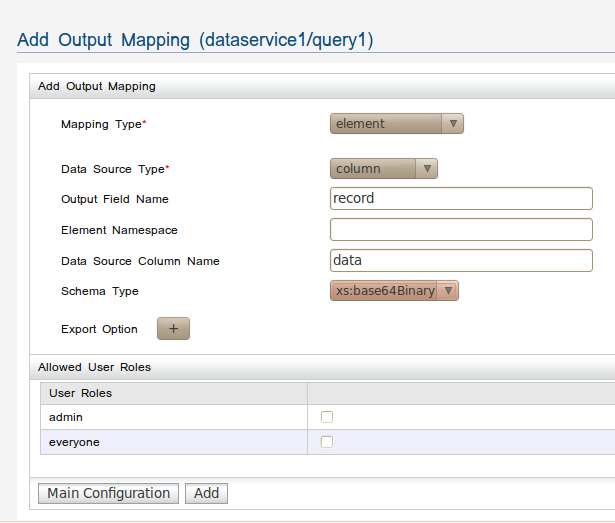 Add Output Mapping (dataservice1/query1)
Add Output Mapping
Mapping Type* element
Data Source Type* column
Output Field Name record
Element Namespace
Data Source Column Name data
Schema Type xs:base64Binary
Export Option +
Allowed User Roles
User Roles
admin
everyone
Main Configuration Add